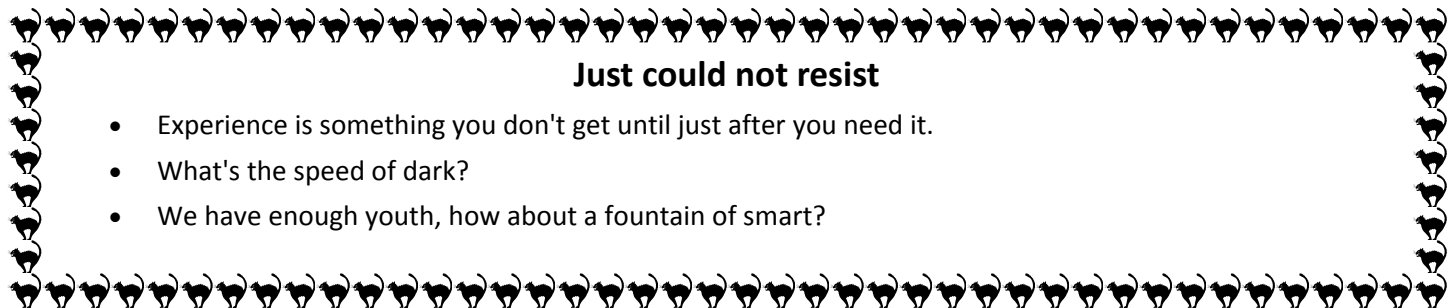 Just could not resist
• Experience is something you don't get until just after you need it.
• What's the speed of dark?
• We have enough youth, how about a fountain of smart?